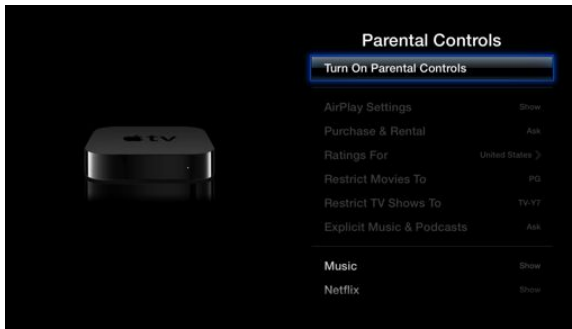 Parental Controls
Turn On Parental Controls
AirPlay Settings Show
Purchase & Rental Ask
Ratings For United States >
Restrict Movies To PG
Restrict TV Shows To TV-Y7
Explicit Music & Podcasts Ask
Music Show
Netflix Show
tv